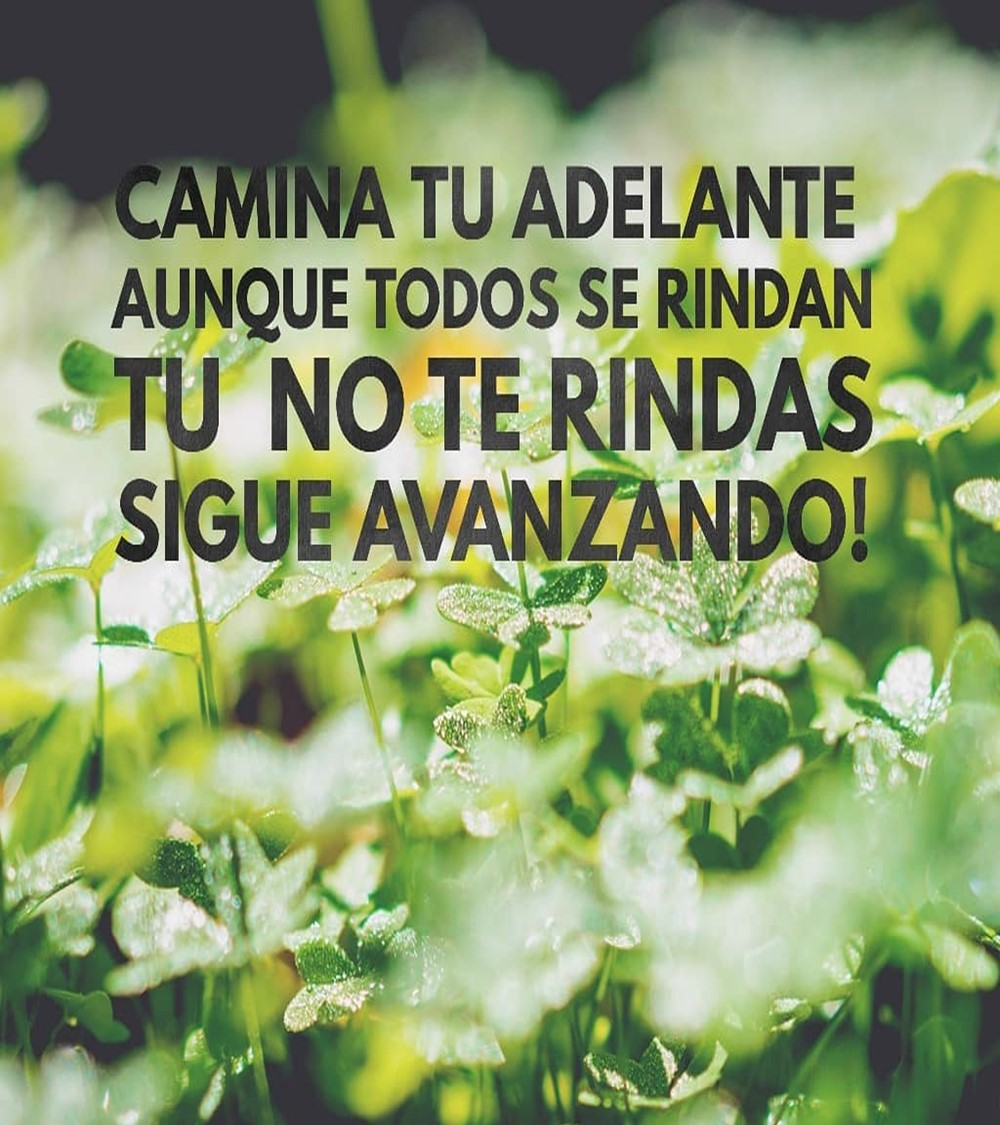 CAMINA TU ADELANTE
AUNQUE TODOS SE RINDAN
TU NO TE RINDAS
SIGUE AVANZANDO!